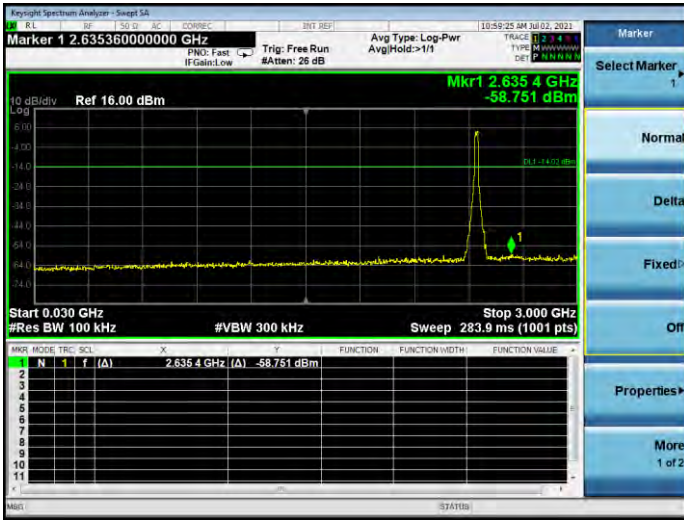 Keysight Spectrum Analyzer - Swept SA
RL RF 50 Ω AC CORREC INT REF 10:59:25 AM Jul 02, 2021
Marker 1 2.635360000000 GHz
PNO: Fast
IFGain:Low
Trig: Free Run
#Atten: 26 dB
Avg Type: Log-Pwr
Avg|Hold:>1/1
TRACE 1 2 3 4 5 6
TYPE M WWWWW
DET P N N N N N
Mkr1 2.635 4 GHz
-58.751 dBm
10 dB/div Ref 16.00 dBm
Log
6.00
-4.00
-14.0
DL1 -14.02 dBm
-24.0
-34.0
-44.0
-54.0
1
-64.0
-74.0
Start 0.030 GHz Stop 3.000 GHz
#Res BW 100 kHz #VBW 300 kHz Sweep 283.9 ms (1001 pts)
MKR MODE TRC SCL X Y FUNCTION FUNCTION WIDTH FUNCTION VALUE
1 N 1 f (Δ) 2.635 4 GHz (Δ) -58.751 dBm
2
3
4
5
6
7
8
9
10
11
MSG STATUS
Marker
Select Marker
1
Normal
Delta
Fixed
Off
Properties
More
1 of 2